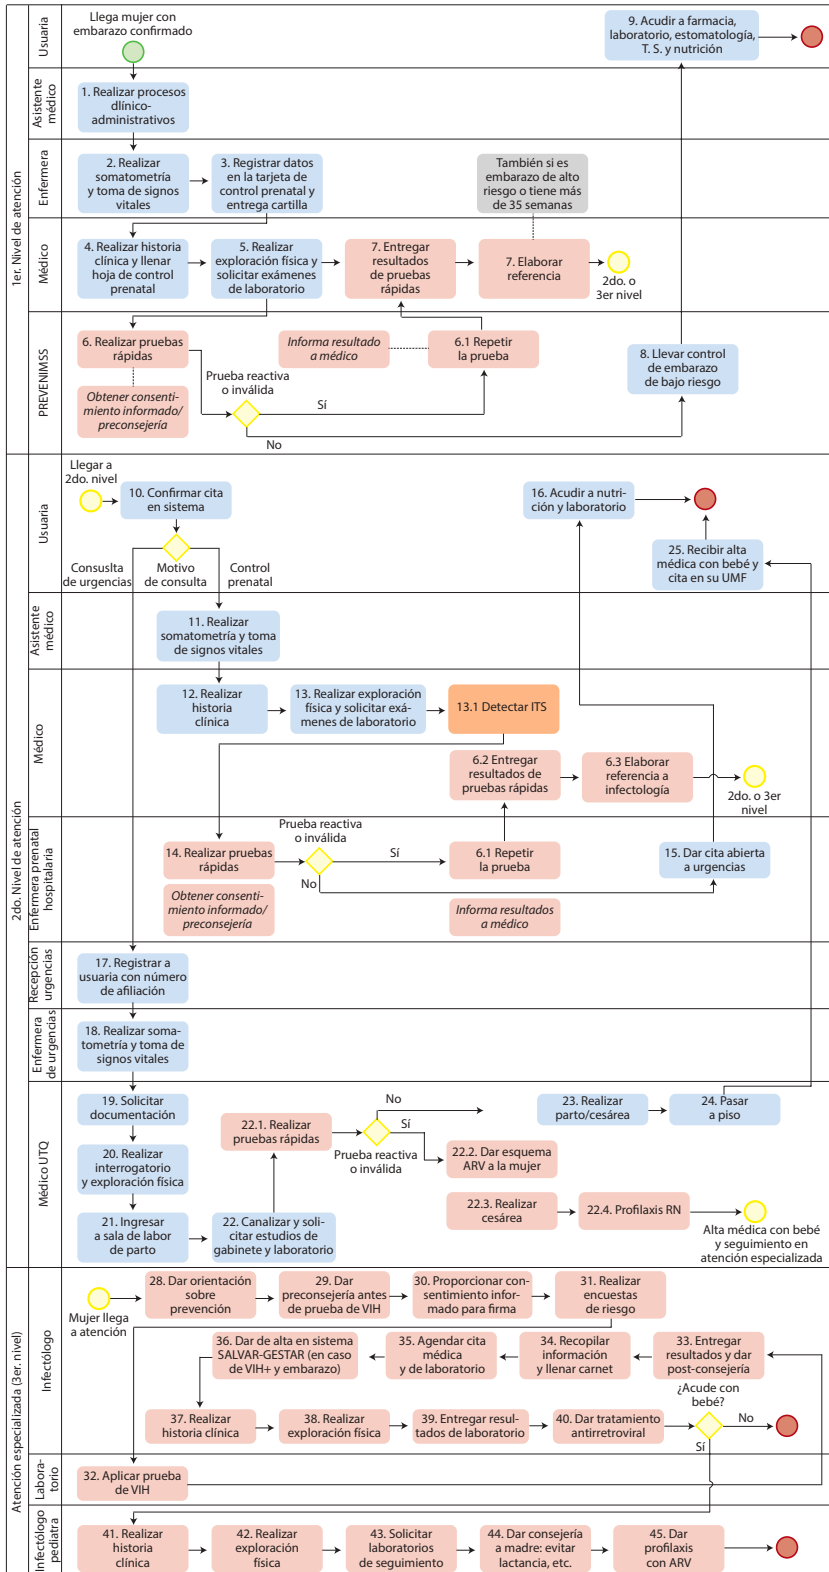 1er. Nivel de atención
Usuaria
Llega mujer con
embarazo confirmado
9. Acudir a farmacia,
laboratorio, estomatología,
T. S. y nutrición
Asistente
médico
1. Realizar procesos
dlínico-
administrativos
Enfermera
2. Realizar
somatometría
y toma de signos
vitales
3. Registrar datos
en la tarjeta de
control prenatal y
entrega cartilla
También si es
embarazo de alto
riesgo o tiene más
de 35 semanas
Médico
4. Realizar historia
clínica y llenar
hoja de control
prenatal
5. Realizar
exploración física y
solicitar exámenes
de laboratorio
7. Entregar
resultados
de pruebas
rápidas
7. Elaborar
referencia
2do. o
3er nivel
PREVENIMSS
6. Realizar pruebas
rápidas
Obtener consenti-
miento informado/
preconsejería
Prueba reactiva
o inválida
Sí
No
Informa resultado
a médico
6.1 Repetir
la prueba
8. Llevar control
de embarazo
de bajo riesgo
2do. Nivel de atención
Usuaria
Llegar a
2do. nivel
10. Confirmar cita
en sistema
Consuslta
de urgencias
Motivo
de consulta
Control
prenatal
16. Acudir a nutri-
ción y laboratorio
25. Recibir alta
médica con bebé y
cita en su UMF
Asistente
médico
11. Realizar
somatometría y toma
de signos vitales
Médico
12. Realizar
historia
clínica
13. Realizar exploración
física y solicitar exá-
menes de laboratorio
13.1 Detectar ITS
6.2 Entregar
resultados de
pruebas rápidas
6.3 Elaborar
referencia a
infectología
2do. o 3er
nivel
Enfermera prenatal
hospitalaria
14. Realizar pruebas
rápidas
Obtener consenti-
miento informado/
preconsejería
Prueba reactiva
o inválida
Sí
No
6.1 Repetir
la prueba
Informa resultados
a médico
15. Dar cita abierta
a urgencias
Recepción
urgencias
17. Registrar a
usuaria con número
de afiliación
Enfermera
de urgencias
18. Realizar soma-
tometría y toma de
signos vitales
Médico UTQ
19. Solicitar
documentación
20. Realizar
interrogatorio
y exploración física
21. Ingresar
a sala de labor
de parto
22. Canalizar y soli-
citar estudios de
gabinete y laboratorio
22.1. Realizar
pruebas rápidas
Prueba reactiva
o inválida
No
Sí
22.2. Dar esquema
ARV a la mujer
23. Realizar
parto/cesárea
24. Pasar
a piso
22.3. Realizar
cesárea
22.4. Profilaxis RN
Alta médica con bebé
y seguimiento en
atención especializada
Atención especializada (3er. nivel)
Infectólogo
Mujer llega
a atención
28. Dar orientación
sobre
prevención
29. Dar
preconsejería antes
de prueba de VIH
30. Proporcionar con-
sentimiento infor-
mado para firma
31. Realizar
encuestas
de riesgo
36. Dar de alta en sistema
SALVAR-GESTAR (en caso
de VIH+ y embarazo)
35. Agendar cita
médica
y de laboratorio
34. Recopilar
información
y llenar carnet
33. Entregar
resultados y dar
post-consejería
37. Realizar
historia clínica
38. Realizar
exploración física
39. Entregar resul-
tados de laboratorio
40. Dar tratamiento
antirretroviral
¿Acude con
bebé?
No
Sí
Labora-
torio
32. Aplicar prueba
de VIH
Infectólogo
pediatra
41. Realizar
historia
clínica
42. Realizar
exploración
física
43. Solicitar
laboratorios
de seguimiento
44. Dar consejería
a madre: evitar
lactancia, etc.
45. Dar
profilaxis
con ARV